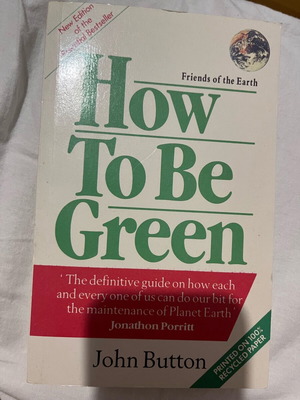 New Edition
of the
Bestseller
Friends of the Earth
How
To Be
Green
‘The definitive guide on how each
and every one of us can do our bit for
the maintenance of Planet Earth’
Jonathon Porritt
John Button
PRINTED ON 100%
RECYCLED PAPER